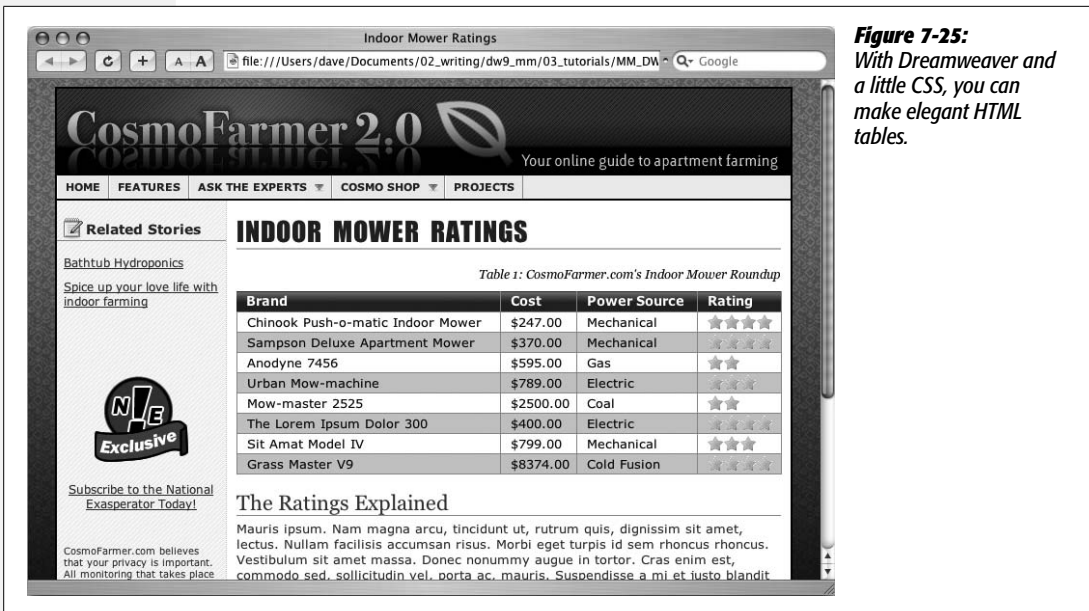 Indoor Mower Ratings
A A file:///Users/dave/Documents/02_writing/dw9_mm/03_tutorials/MM_DW Google
CosmoFarmer 2.0
Your online guide to apartment farming
HOME FEATURES ASK THE EXPERTS COSMO SHOP PROJECTS
Related Stories
Bathtub Hydroponics
Spice up your love life with
indoor farming
N!E
Exclusive
Subscribe to the National
Exasperator Today!
CosmoFarmer.com believes
that your privacy is important.
All monitoring that takes place
INDOOR MOWER RATINGS
Table 1: CosmoFarmer.com's Indoor Mower Roundup
Brand Cost Power Source Rating
Chinook Push-o-matic Indoor Mower $247.00 Mechanical
Sampson Deluxe Apartment Mower $370.00 Mechanical
Anodyne 7456 $595.00 Gas
Urban Mow-machine $789.00 Electric
Mow-master 2525 $2500.00 Coal
The Lorem Ipsum Dolor 300 $400.00 Electric
Sit Amat Model IV $799.00 Mechanical
Grass Master V9 $8374.00 Cold Fusion
The Ratings Explained
Mauris ipsum. Nam magna arcu, tincidunt ut, rutrum quis, dignissim sit amet,
lectus. Nullam facilisis accumsan risus. Morbi eget turpis id sem rhoncus rhoncus.
Vestibulum sit amet massa. Donec nonummy augue in tortor. Cras enim est,
commodo sed, sollicitudin vel, porta ac, mauris. Suspendisse a mi et justo blandit
Figure 7-25:
With Dreamweaver and
a little CSS, you can
make elegant HTML
tables.